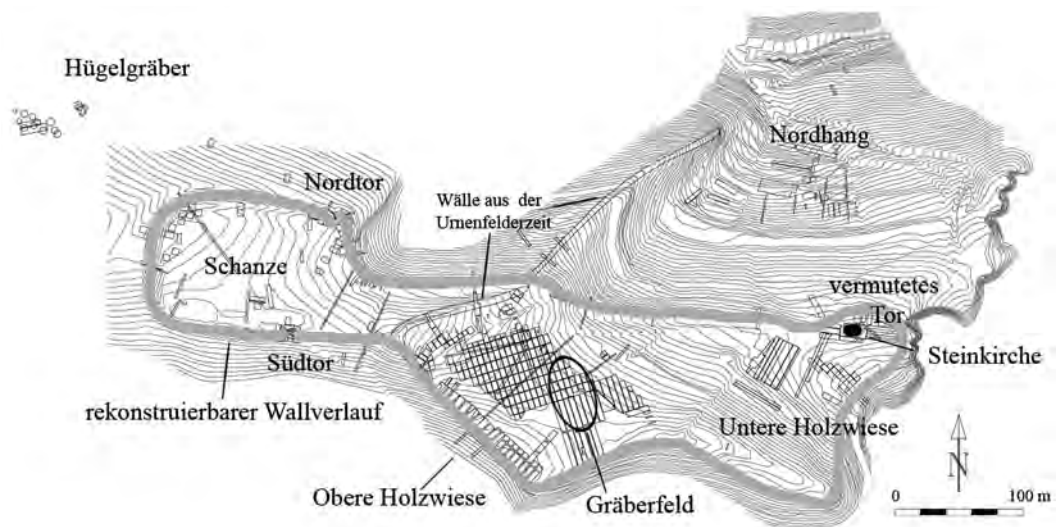 Hügelgräber
Nordhang
Nordtor
Wälle aus der
Urnenfelderzeit
Schanze
vermutetes
Tor
Steinkirche
Südtor
rekonstruierbarer Wallverlauf
Untere Holzwiese
N
Obere Holzwiese
Gräberfeld
0 100 m